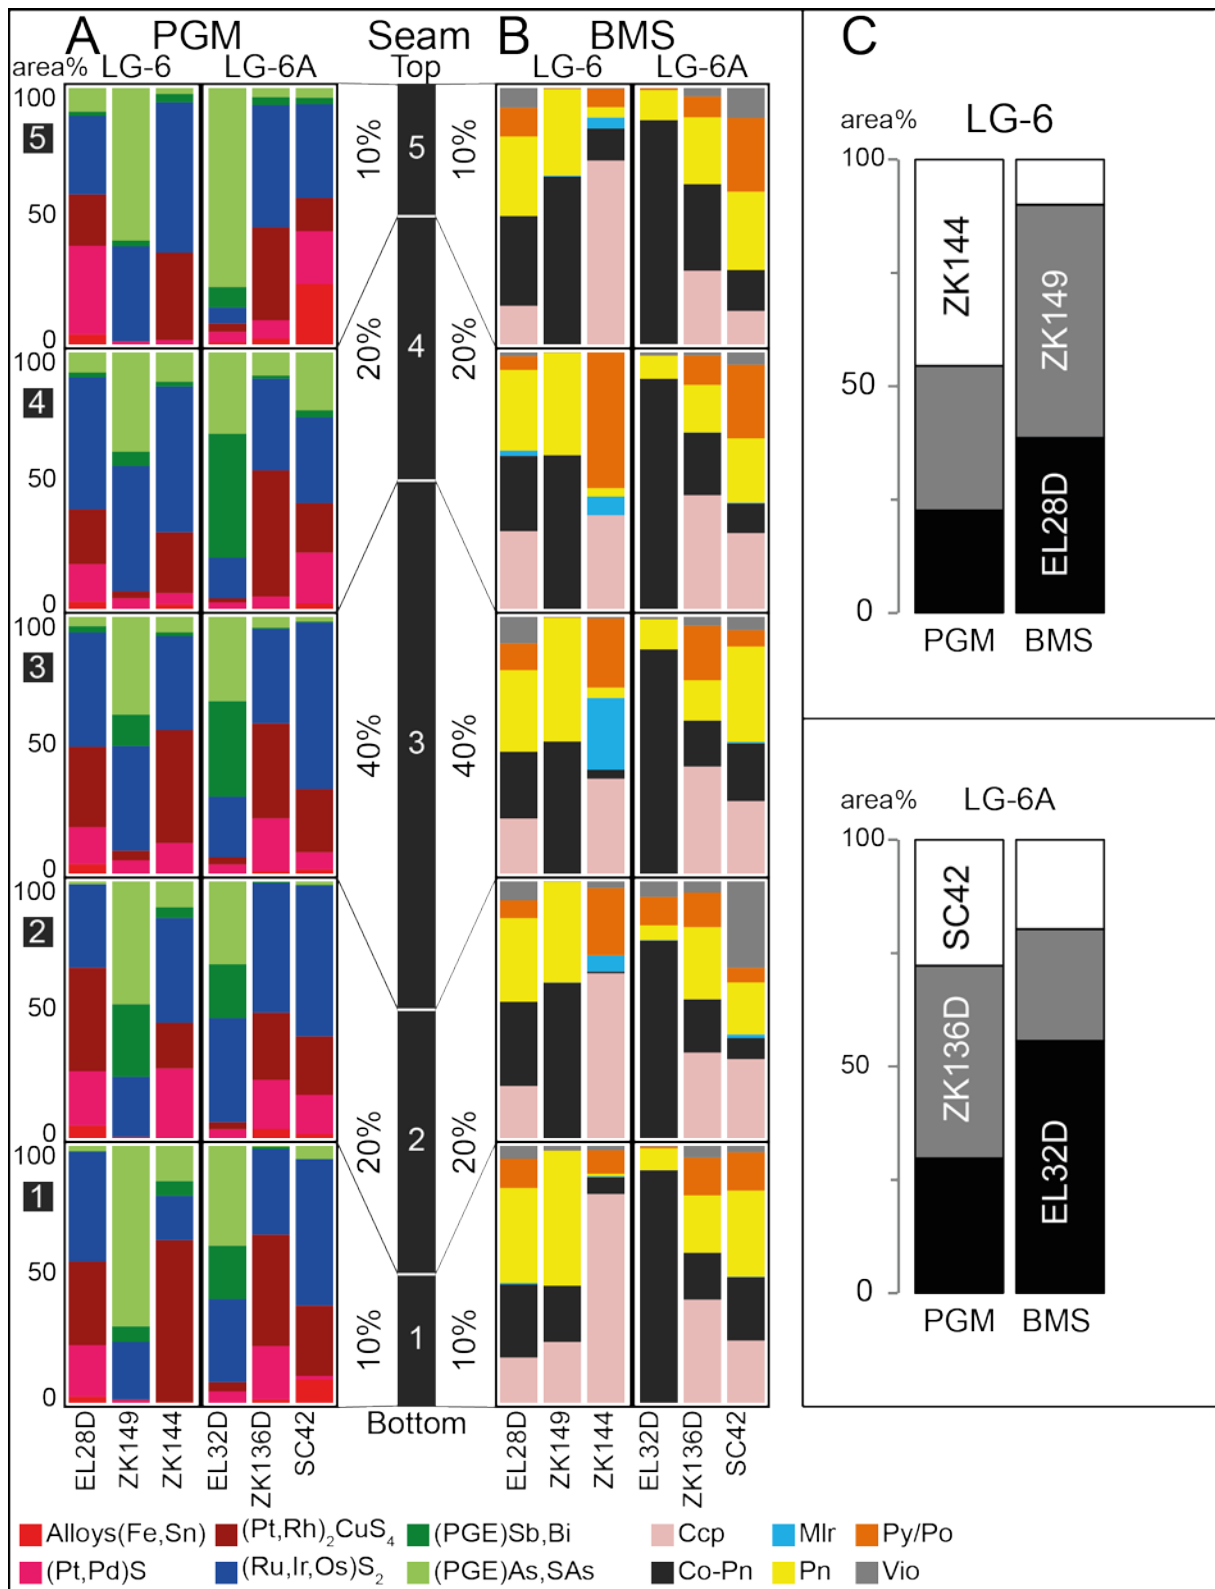 A PGM Seam B BMS C
area% LG-6 LG-6A Top LG-6 LG-6A
100
5
50
0
10% 5 10%
100
4
50
0
20% 4 20%
100
3
50
0
40% 3 40%
100
2
50
0
20% 2 20%
100
1
50
0
10% 1 10%
Bottom
EL28D ZK149 ZK144 EL32D ZK136D SC42
EL28D ZK149 ZK144 EL32D ZK136D SC42
Alloys(Fe,Sn) (Pt,Rh)₂CuS₄ (PGE)Sb,Bi Ccp Mlr Py/Po
(Pt,Pd)S (Ru,Ir,Os)S₂ (PGE)As,SAs Co-Pn Pn Vio
area% LG-6
100
50
0
ZK144
ZK149
EL28D
PGM BMS
area% LG-6A
100
50
0
SC42
ZK136D
EL32D
PGM BMS